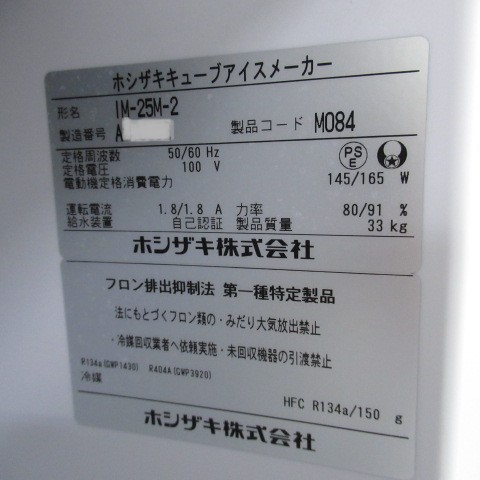 ホシザキキューブアイスメーカー
形名 IM-25M-2
製造番号 A 製品コード M084
定格周波数 50/60 Hz PSE
定格電圧 100 V
電動機定格消費電力 145/165 W
運転電流 1.8/1.8 A 力率 80/91 %
給水装置 自己認証 製品質量 33 kg
ホシザキ株式会社
フロン排出抑制法 第一種特定製品
法にもとづくフロン類の・みだり大気放出禁止
・冷媒回収業者へ依頼実施・未回収機器の引渡禁止
R134a(GWP1430) R404A(GWP3920)
冷媒 HFC R134a/150 g
ホシザキ株式会社